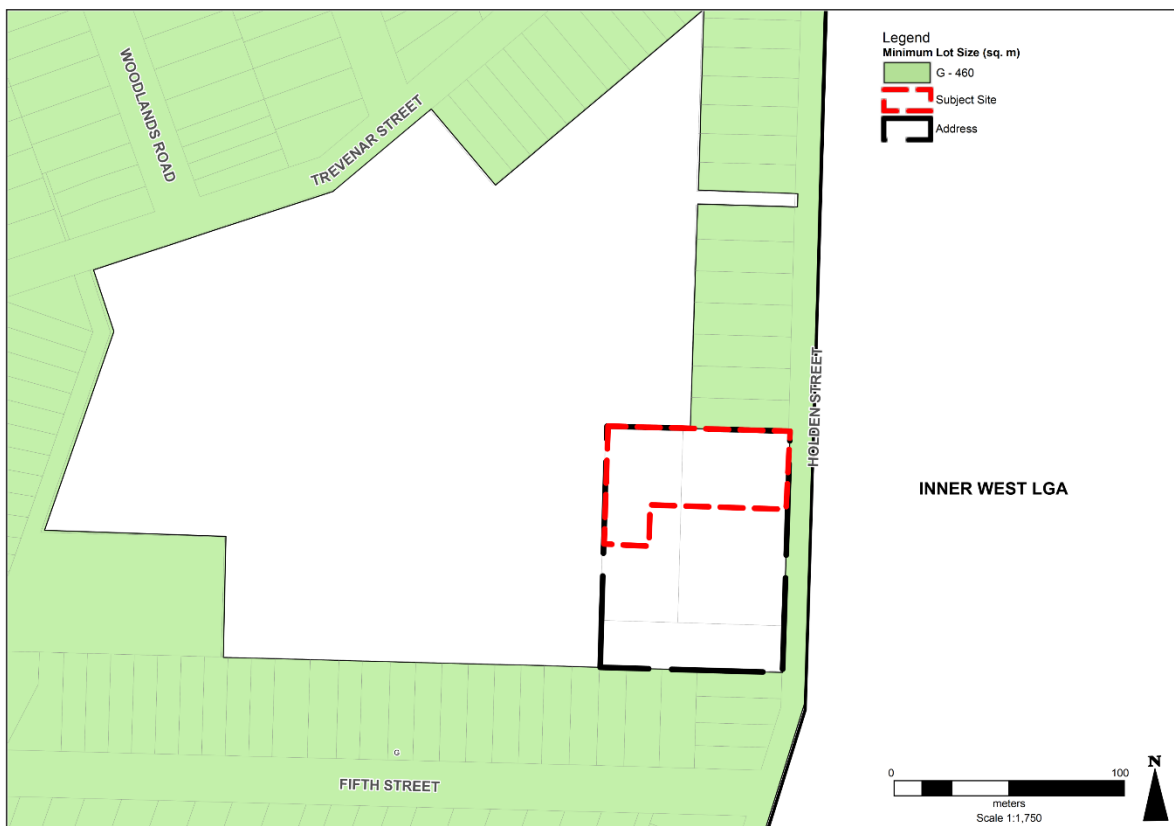 Legend
Minimum Lot Size (sq. m)
G - 460
Subject Site
Address
WOODLANDS ROAD
TREVENAR STREET
HOLDEN STREET
INNER WEST LGA
G
FIFTH STREET
0 100
meters
Scale 1:1,750
N